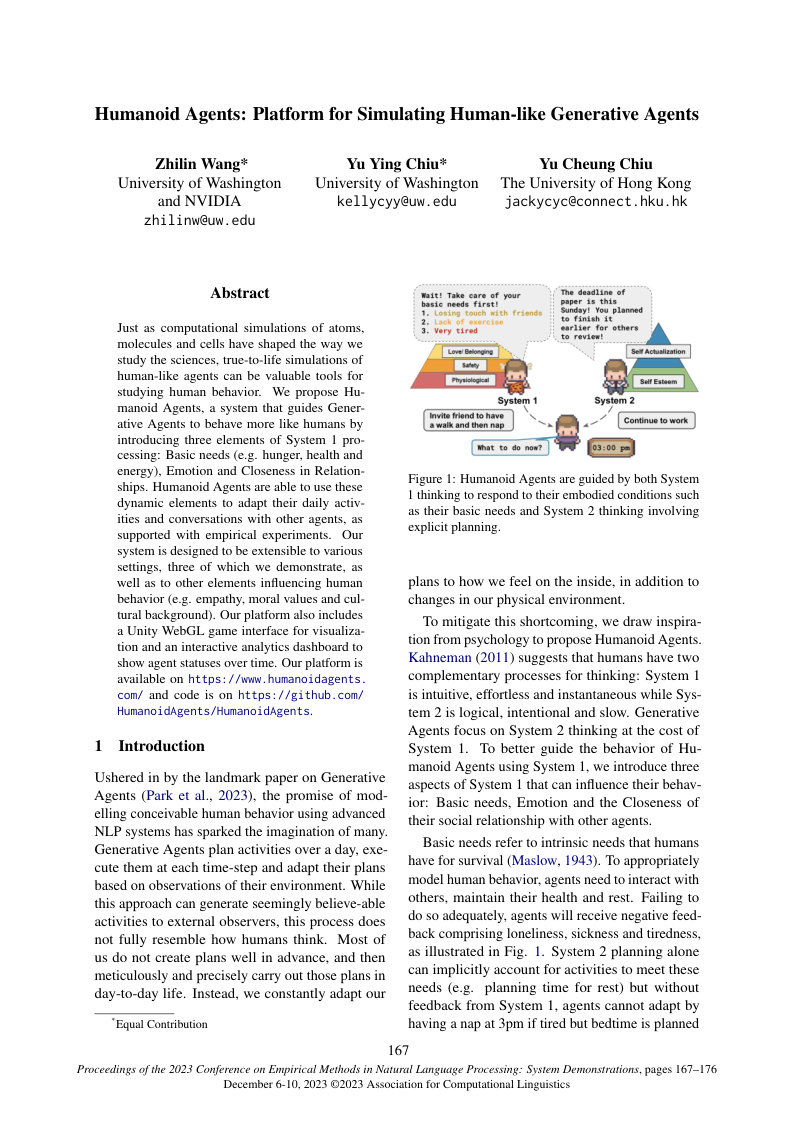 Humanoid Agents: Platform for Simulating Human-like Generative Agents
Zhilin Wang*
University of Washington
and NVIDIA
zhilinw@uw.edu
Yu Ying Chiu*
University of Washington
kellycyy@uw.edu
Yu Cheung Chiu
The University of Hong Kong
jackycyc@connect.hku.hk
Abstract
Just as computational simulations of atoms,
molecules and cells have shaped the way we
study the sciences, true-to-life simulations of
human-like agents can be valuable tools for
studying human behavior. We propose Hu-
manoid Agents, a system that guides Gener-
ative Agents to behave more like humans by
introducing three elements of System 1 pro-
cessing: Basic needs (e.g. hunger, health and
energy), Emotion and Closeness in Relation-
ships. Humanoid Agents are able to use these
dynamic elements to adapt their daily activ-
ities and conversations with other agents, as
supported with empirical experiments. Our
system is designed to be extensible to various
settings, three of which we demonstrate, as
well as to other elements influencing human
behavior (e.g. empathy, moral values and cul-
tural background). Our platform also includes
a Unity WebGL game interface for visualiza-
tion and an interactive analytics dashboard to
show agent statuses over time. Our platform is
available on https://www.humanoidagents.
com/ and code is on https://github.com/
HumanoidAgents/HumanoidAgents.
1 Introduction
Ushered in by the landmark paper on Generative
Agents (Park et al., 2023), the promise of mod-
elling conceivable human behavior using advanced
NLP systems has sparked the imagination of many.
Generative Agents plan activities over a day, exe-
cute them at each time-step and adapt their plans
based on observations of their environment. While
this approach can generate seemingly believe-able
activities to external observers, this process does
not fully resemble how humans think. Most of
us do not create plans well in advance, and then
meticulously and precisely carry out those plans in
day-to-day life. Instead, we constantly adapt our
*Equal Contribution
Wait! Take care of your
basic needs first!
1. Losing touch with friends
2. Lack of exercise
3. Very tired
The deadline of
paper is this
Sunday! You planned
to finish it
earlier for others
to review!
Love/ Belonging
Safety
Physiological
Self Actualization
Self Esteem
System 1
System 2
Invite friend to have
a walk and then nap
Continue to work
What to do now?
03:00 pm
Figure 1: Humanoid Agents are guided by both System
1 thinking to respond to their embodied conditions such
as their basic needs and System 2 thinking involving
explicit planning.
plans to how we feel on the inside, in addition to
changes in our physical environment.
To mitigate this shortcoming, we draw inspira-
tion from psychology to propose Humanoid Agents.
Kahneman (2011) suggests that humans have two
complementary processes for thinking: System 1
is intuitive, effortless and instantaneous while Sys-
tem 2 is logical, intentional and slow. Generative
Agents focus on System 2 thinking at the cost of
System 1. To better guide the behavior of Hu-
manoid Agents using System 1, we introduce three
aspects of System 1 that can influence their behav-
ior: Basic needs, Emotion and the Closeness of
their social relationship with other agents.
Basic needs refer to intrinsic needs that humans
have for survival (Maslow, 1943). To appropriately
model human behavior, agents need to interact with
others, maintain their health and rest. Failing to
do so adequately, agents will receive negative feed-
back comprising loneliness, sickness and tiredness,
as illustrated in Fig. 1. System 2 planning alone
can implicitly account for activities to meet these
needs (e.g. planning time for rest) but without
feedback from System 1, agents cannot adapt by
having a nap at 3pm if tired but bedtime is planned
167
Proceedings of the 2023 Conference on Empirical Methods in Natural Language Processing: System Demonstrations, pages 167–176
December 6-10, 2023 ©2023 Association for Computational Linguistics